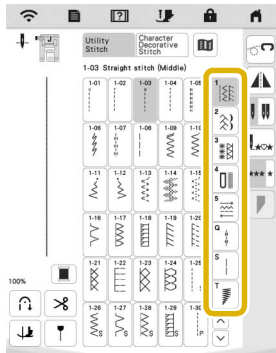 ?
J
Utility
Stitch
Character
Decorative
Stitch
1-03 Straight stitch (Middle)
1-01 1-02 1-03 1-04 1-05
1
2
1-06 1-07 1-08 1-09 1-10
3
1-11 1-12 1-13 1-14 1-15
4
5
1-16 1-17 1-18 1-19 1-20
Q
S
1-21 1-22 1-23 1-24 1-25
T
100%
1-26 1-27 1-28 1-29 1-30
S S S S P